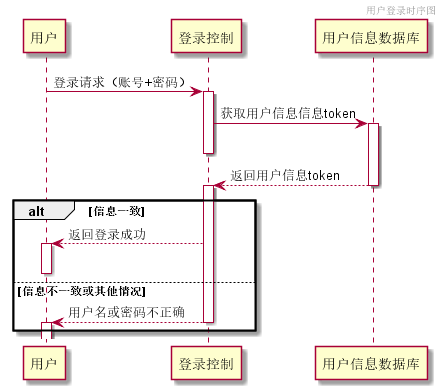 用户登录时序图
用户
登录控制
用户信息数据库
登录请求（账号+密码）
获取用户信息信息token
返回用户信息token
alt
[信息一致]
返回登录成功
[信息不一致或其他情况]
用户名或密码不正确
用户
登录控制
用户信息数据库